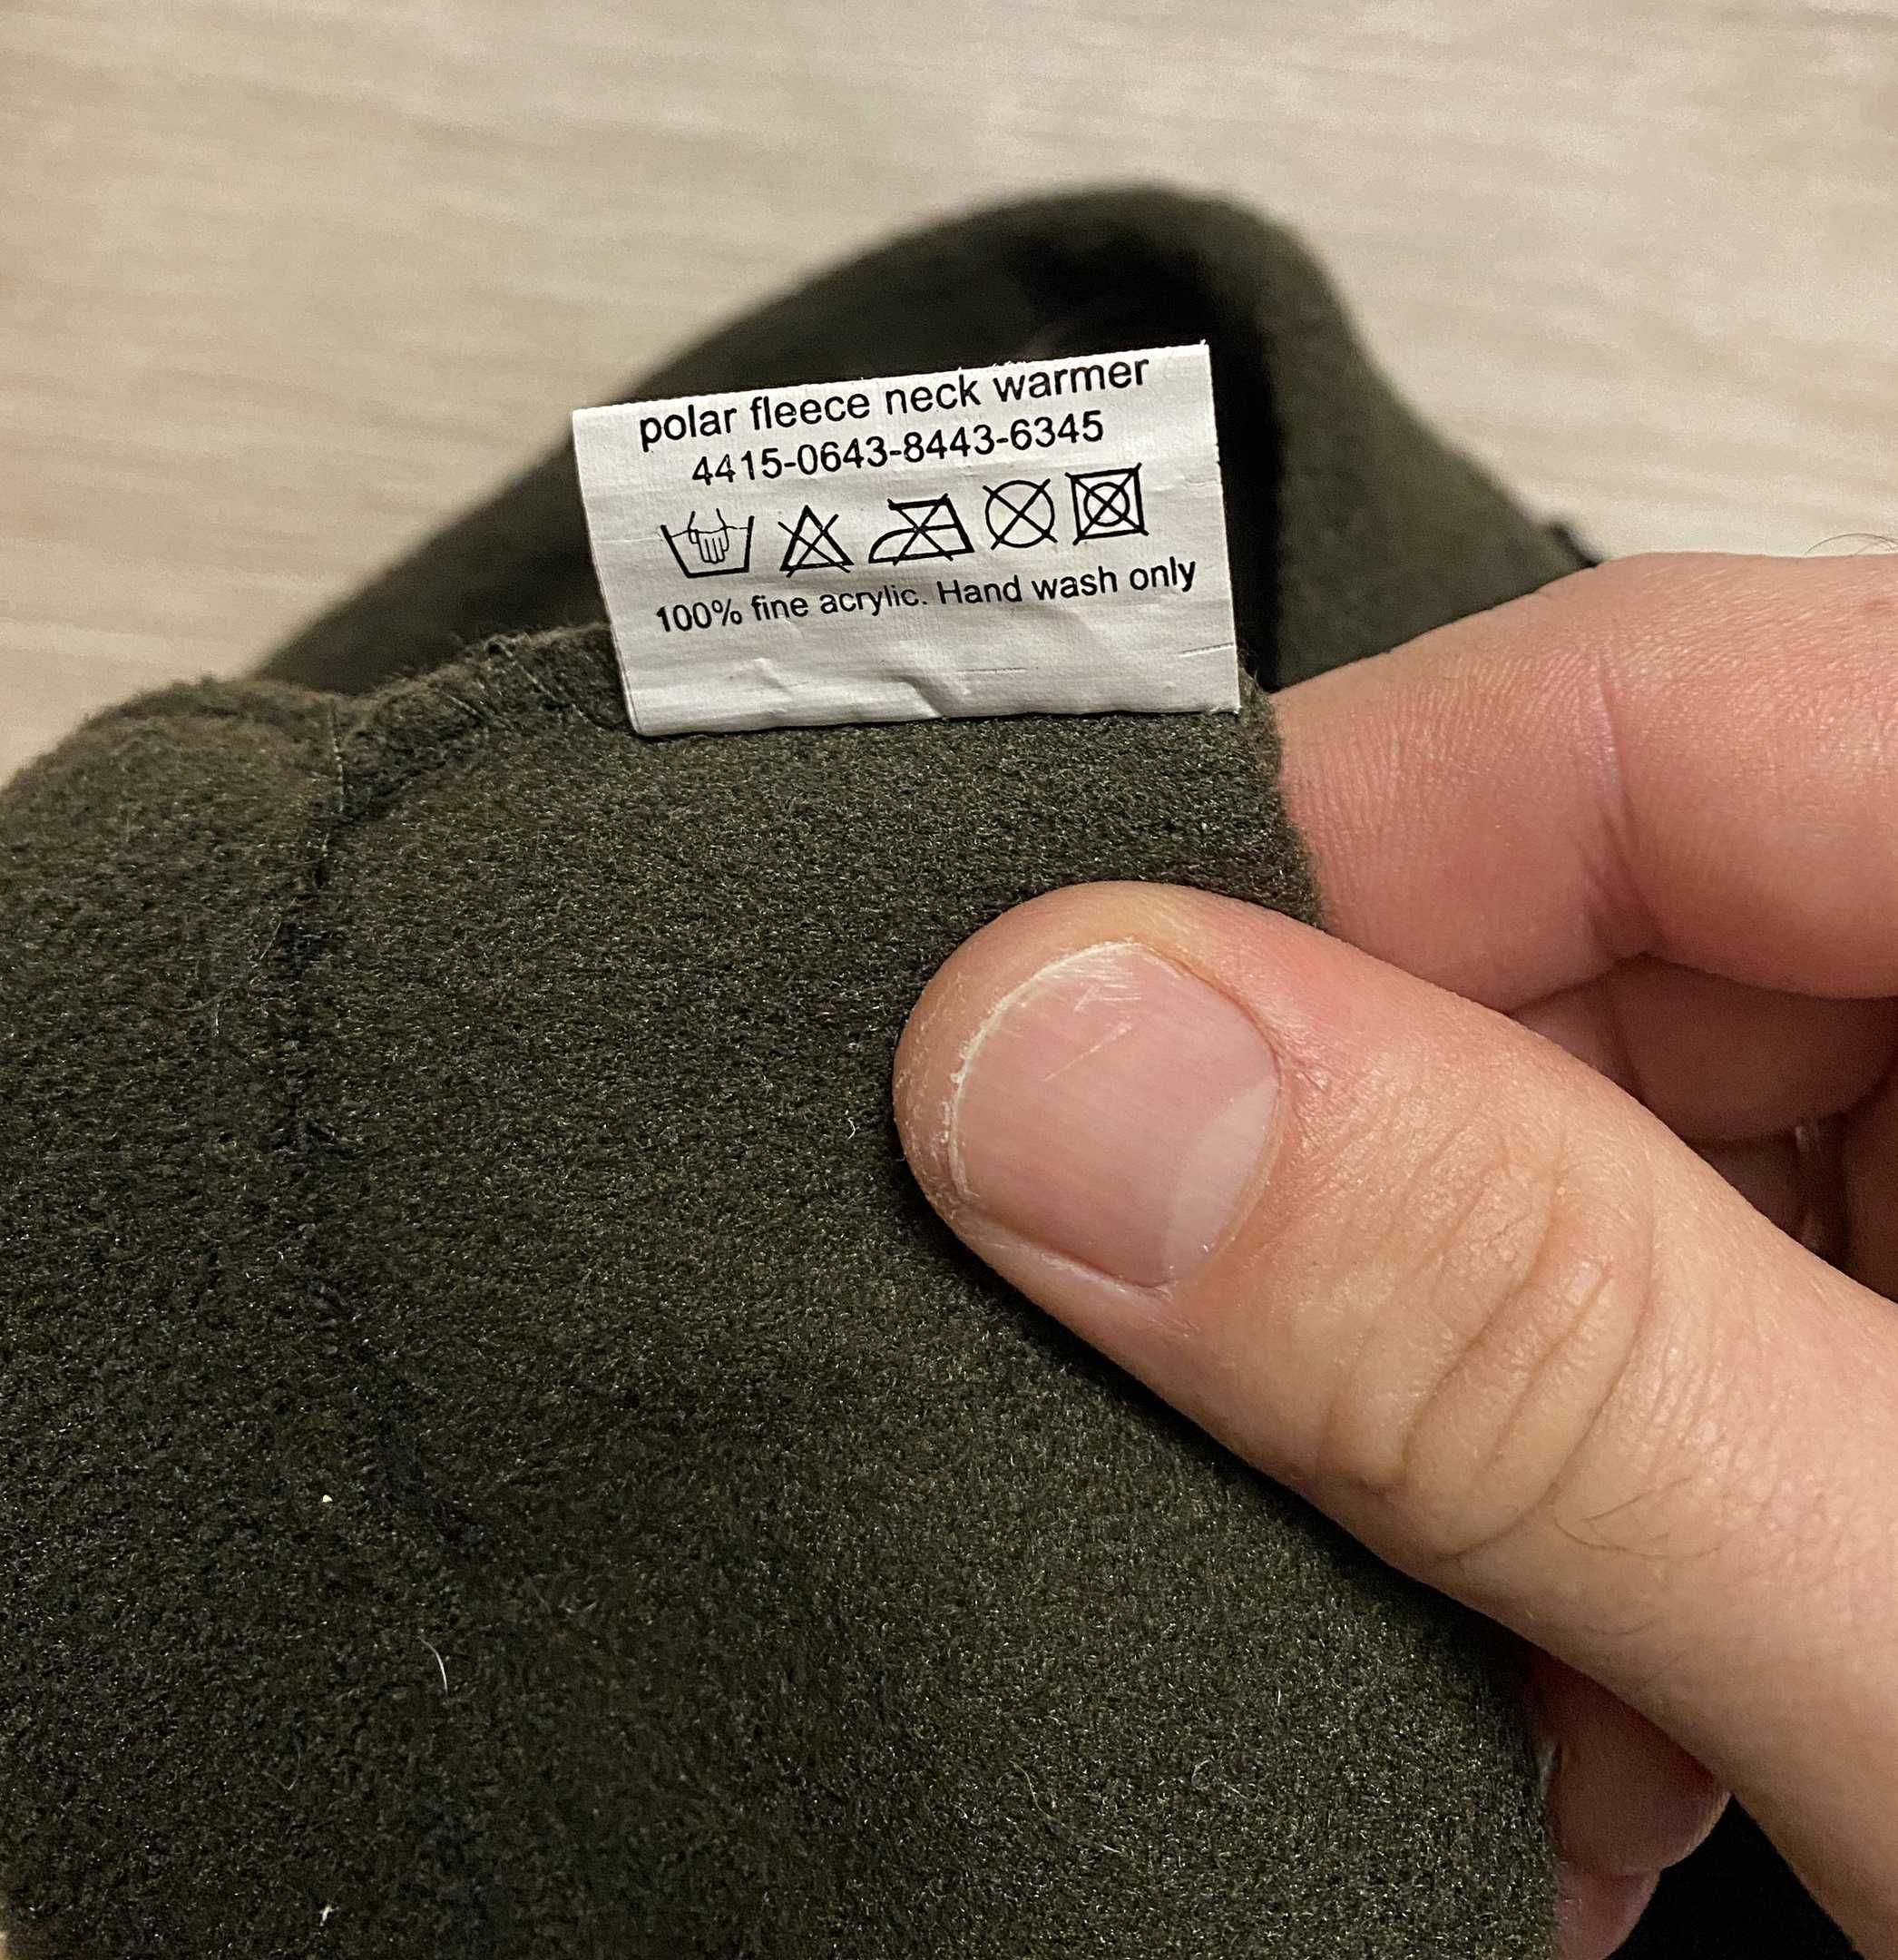 polar fleece neck warmer
4415-0643-8443-6345
100% fine acrylic. Hand wash only